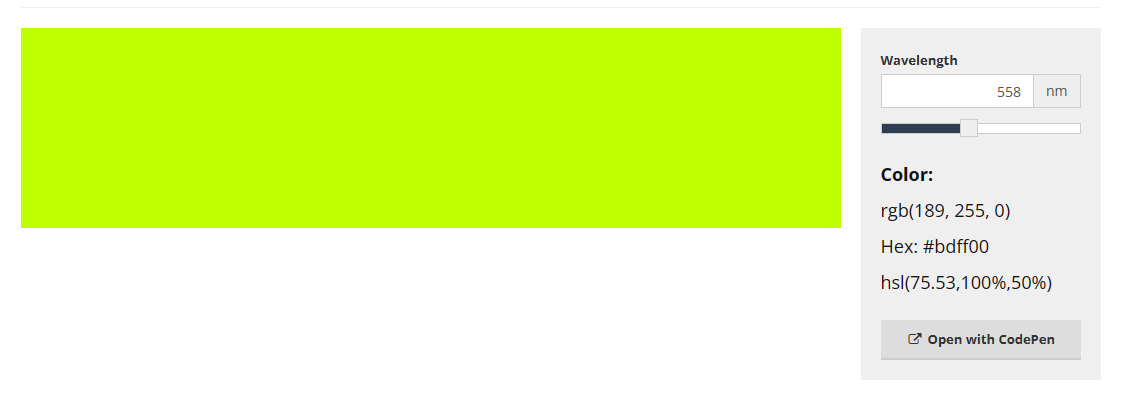 Wavelength
558 nm
Color:
rgb(189, 255, 0)
Hex: #bdff00
hsl(75.53,100%,50%)
Open with CodePen